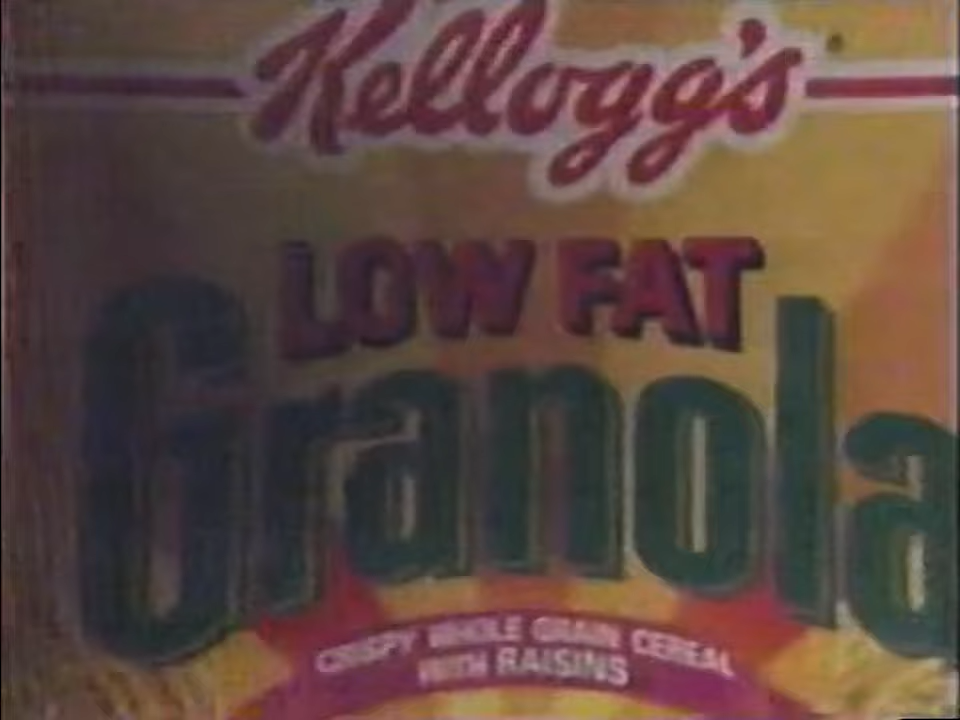 Kellogg's
LOW FAT
Granola
CRISPY WHOLE GRAIN CEREAL
WITH RAISINS